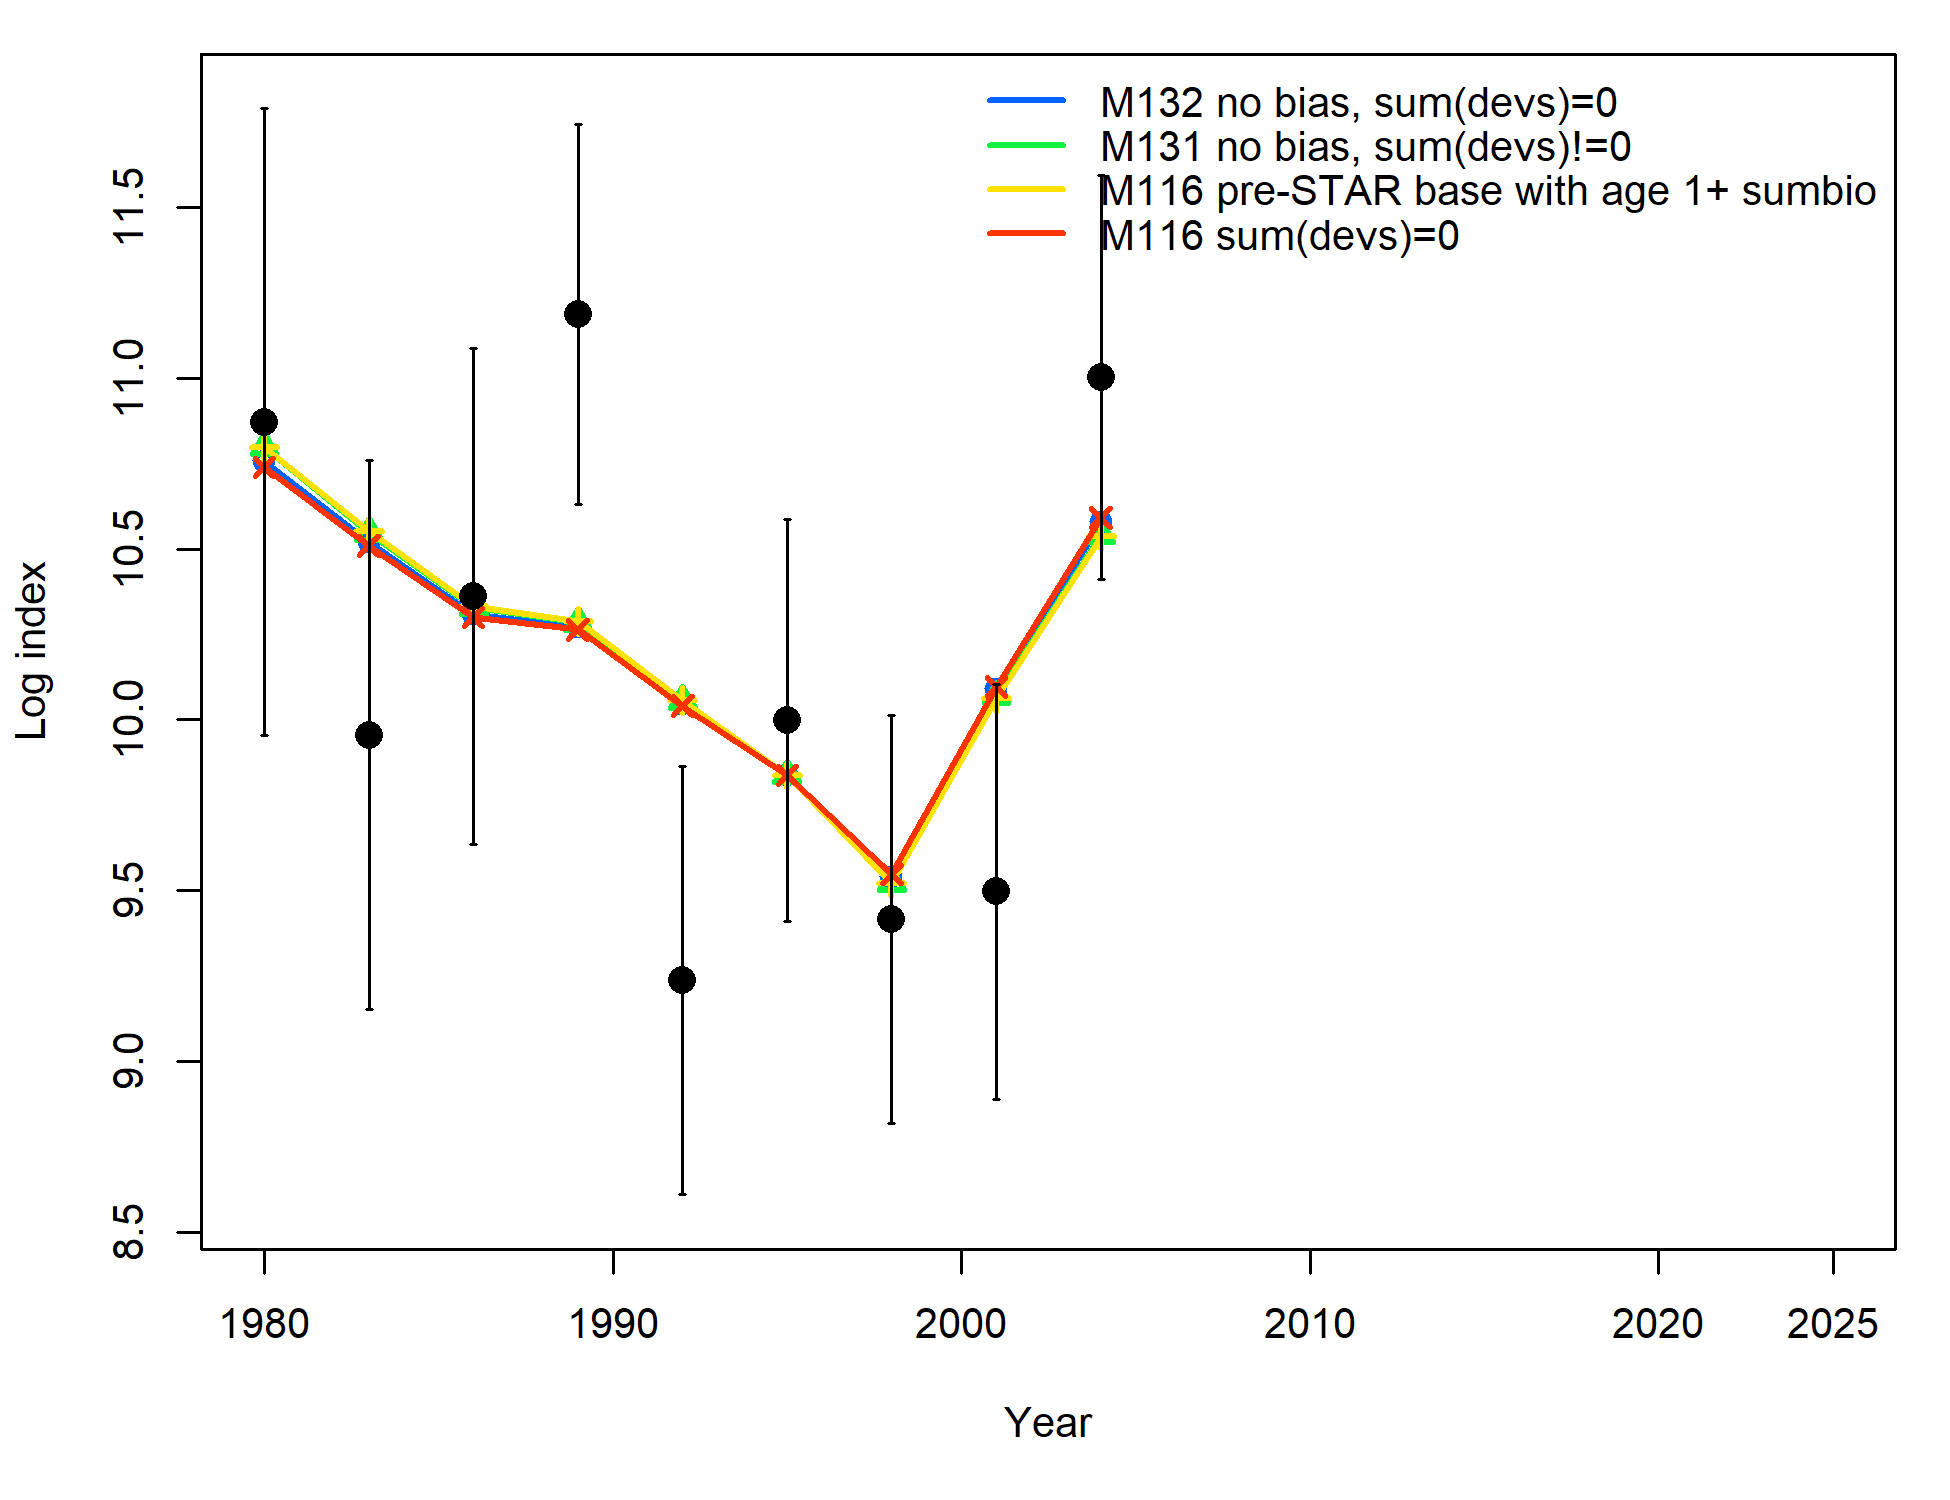 M132 no bias, sum(devs)=0
M131 no bias, sum(devs)!=0
M116 pre-STAR base with age 1+ sumbio
M116 sum(devs)=0
Log index
11.5
11.0
10.5
10.0
9.5
9.0
8.5
1980 1990 2000 2010 2020 2025
Year